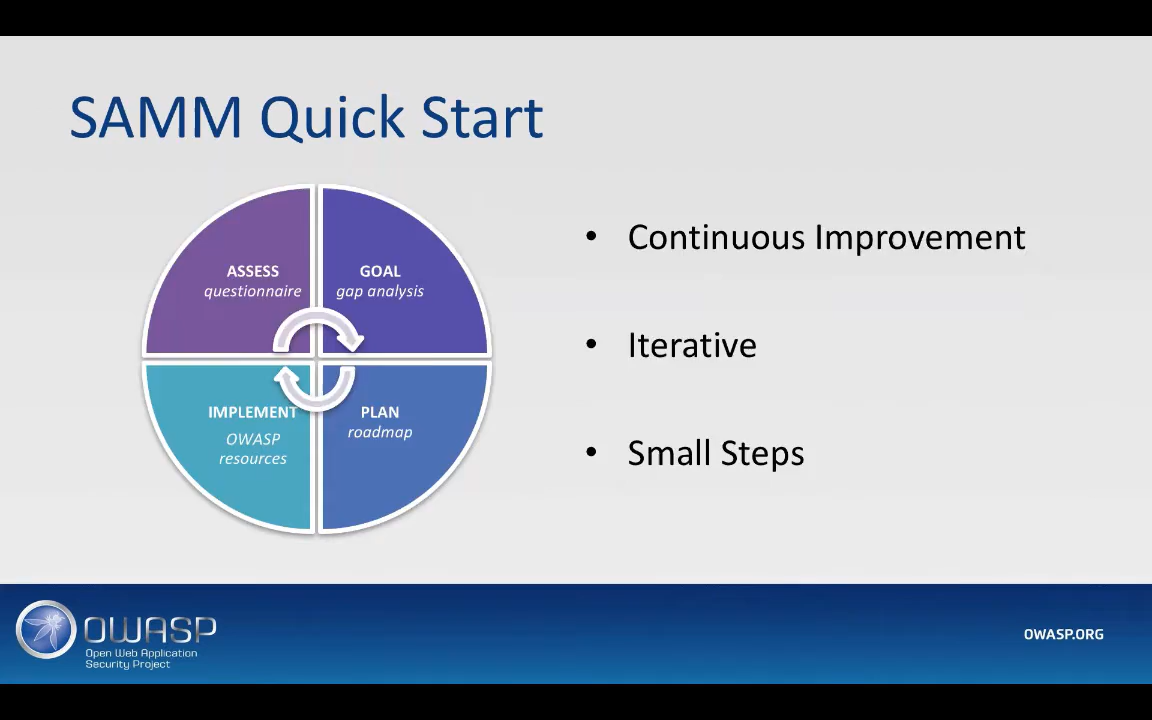 SAMM Quick Start
ASSESS
questionnaire
GOAL
gap analysis
IMPLEMENT
OWASP
resources
PLAN
roadmap
• Continuous Improvement
• Iterative
• Small Steps
OWASP
Open Web Application
Security Project
OWASP.ORG